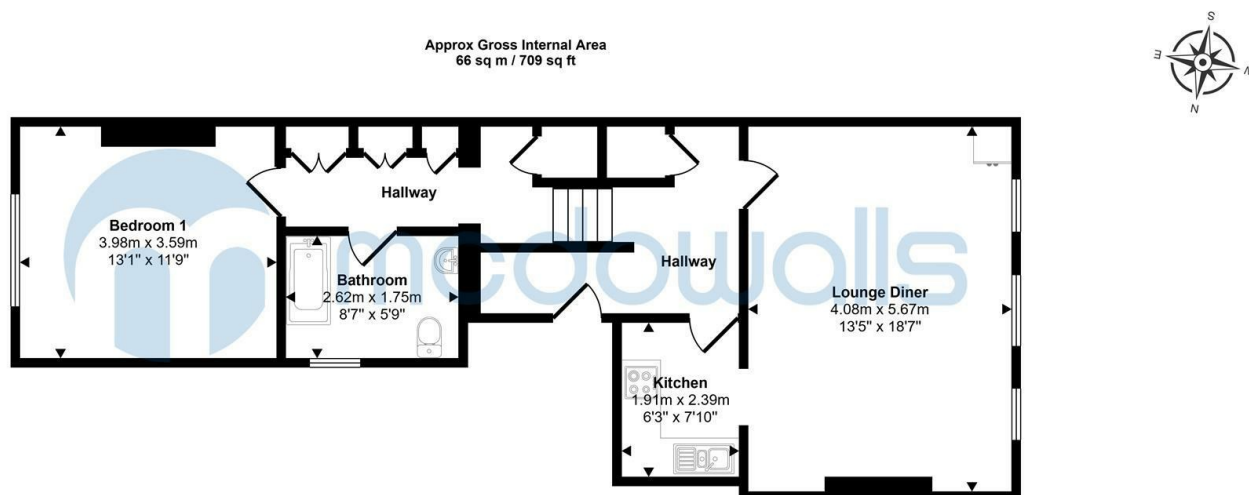 Approx Gross Internal Area
66 sq m / 709 sq ft
S
E
W
N
Hallway
Bedroom 1
3.98m x 3.59m
13'1" x 11'9"
Bathroom
2.62m x 1.75m
8'7" x 5'9"
Hallway
Lounge Diner
4.08m x 5.67m
13'5" x 18'7"
Kitchen
1.91m x 2.39m
6'3" x 7'10"
mcdowalls